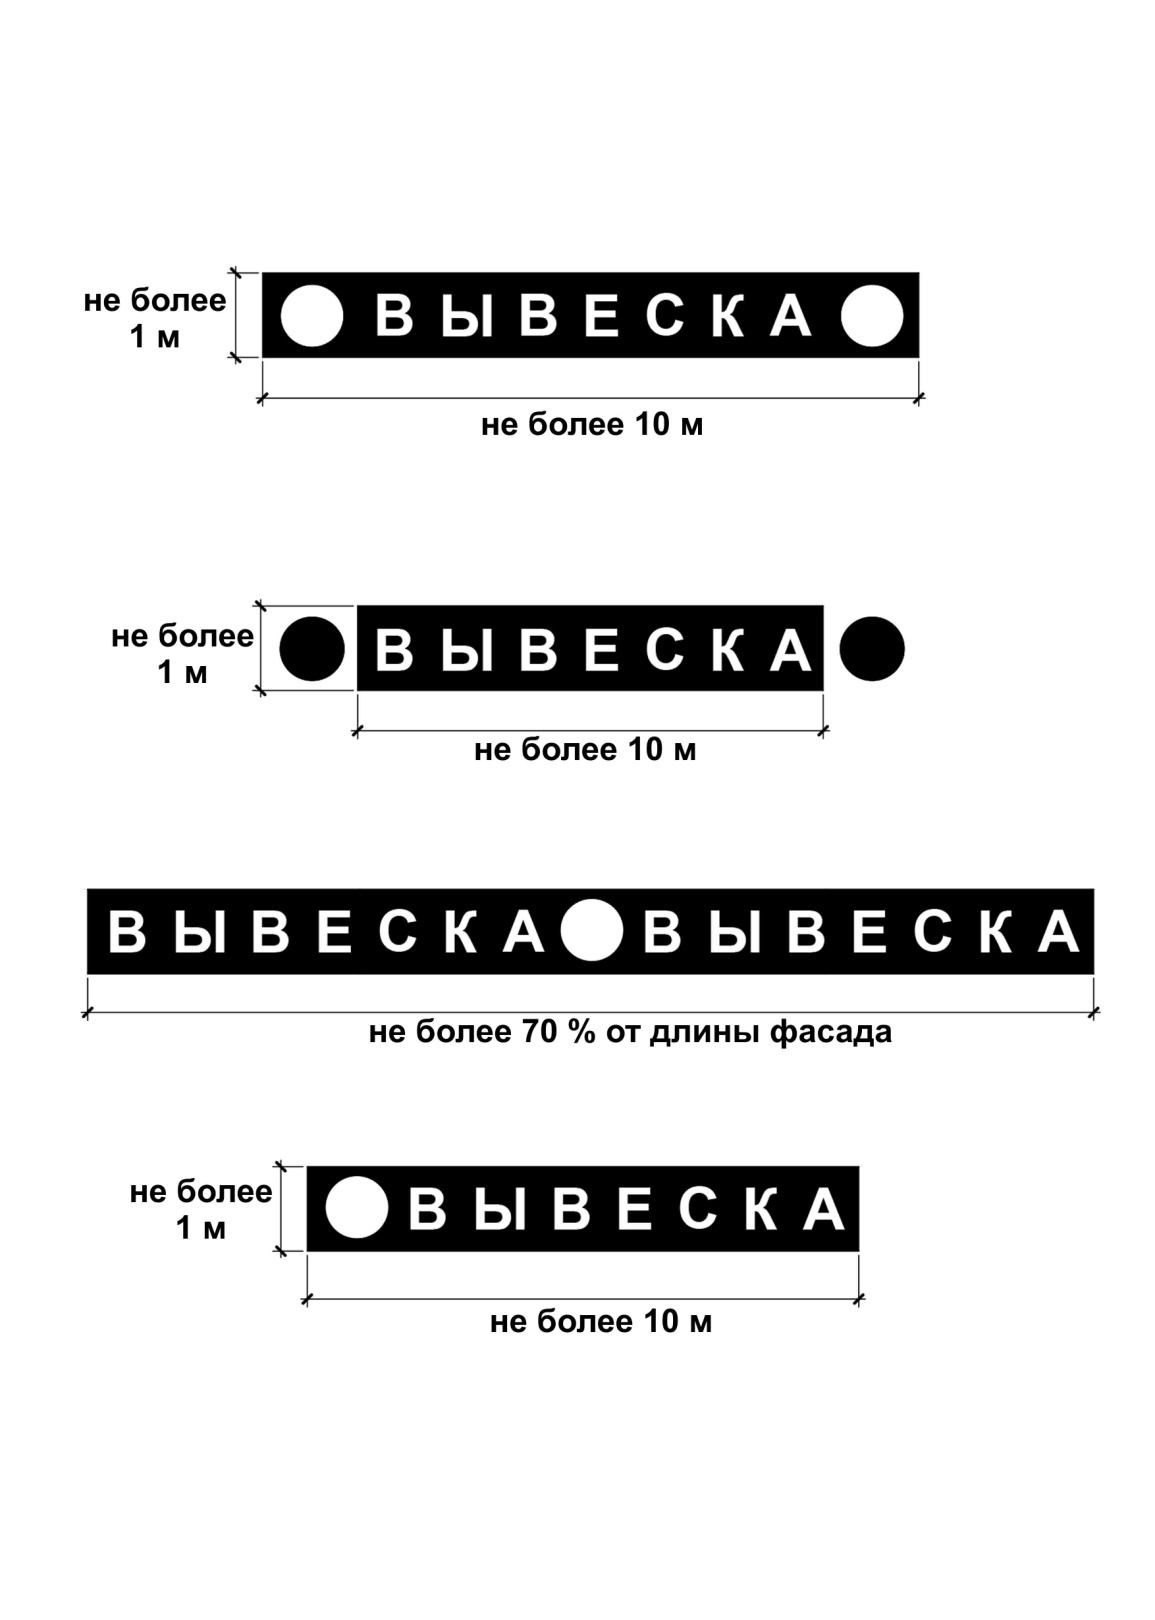 не более
1 м
ВЫВЕСКА
не более 10 м
не более
1 м
ВЫВЕСКА
не более 10 м
ВЫВЕСКА ВЫВЕСКА
не более 70 % от длины фасада
не более
1 м
ВЫВЕСКА
не более 10 м